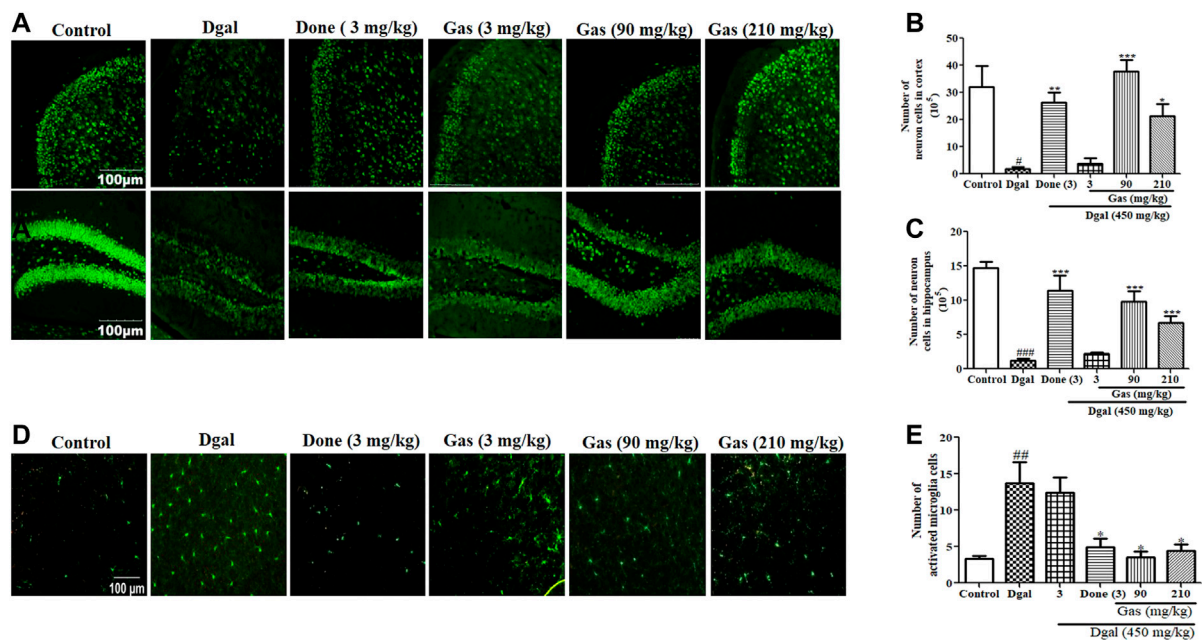 A
Control
Dgal
Done ( 3 mg/kg)
Gas (3 mg/kg)
Gas (90 mg/kg)
Gas (210 mg/kg)
100μm
A
100μm
B
Number of
neuron cells in cortex
(10⁵)
50
40
30
20
10
0
#
**
***
*
Control Dgal Done (3) 3 90 210
Gas (mg/kg)
Dgal (450 mg/kg)
C
Number of neuron
cells in hippocampus
(10⁵)
20
15
10
5
0
###
***
***
***
Control Dgal Done (3) 3 90 210
Gas (mg/kg)
Dgal (450 mg/kg)
D
Control
Dgal
Done (3 mg/kg)
Gas (3 mg/kg)
Gas (90 mg/kg)
Gas (210 mg/kg)
100 μm
E
Number of
activated microglia cells
20
15
10
5
0
##
*
*
*
Control Dgal 3 Done (3) 90 210
Gas (mg/kg)
Dgal (450 mg/kg)